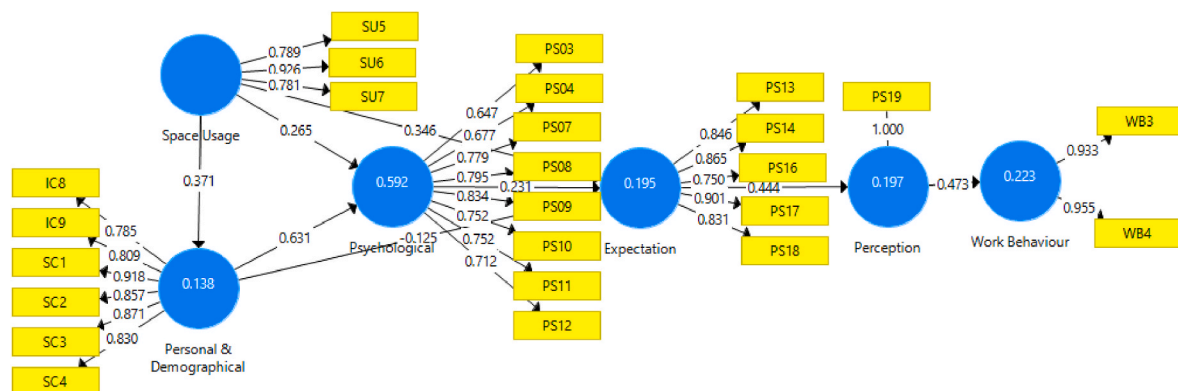 SU5
0.789
SU6
0.926
SU7
0.781
Space Usage
0.265
0.346
0.371
IC8
IC9
SC1
SC2
SC3
SC4
0.785
0.809
0.918
0.857
0.871
0.830
0.138
Personal &
Demographical
0.631
-0.125
0.592
Psychological
PS03
PS04
PS07
PS08
PS09
PS10
PS11
PS12
0.647
0.677
0.779
0.795
0.834
0.752
0.752
0.712
0.231
0.195
Expectation
PS13
PS14
PS16
PS17
PS18
0.846
0.865
0.750
0.901
0.831
0.444
PS19
1.000
0.197
Perception
0.473
0.223
Work Behaviour
WB3
0.933
0.955
WB4